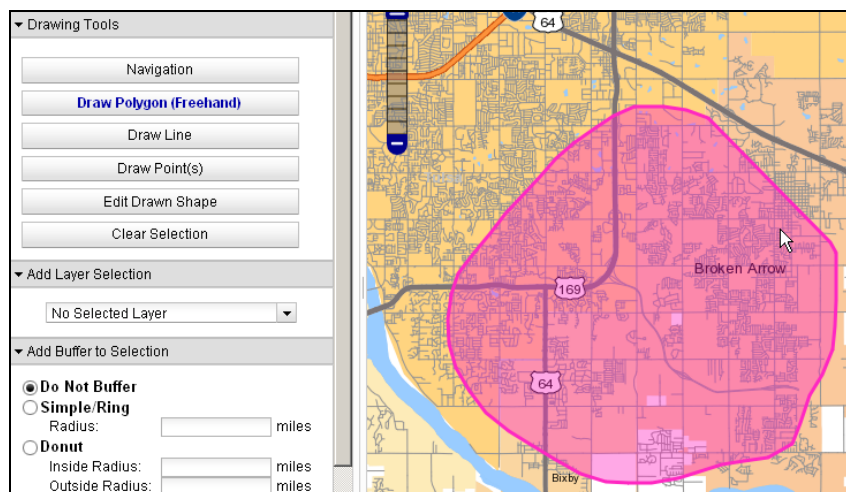 Drawing Tools
Navigation
Draw Polygon (Freehand)
Draw Line
Draw Point(s)
Edit Drawn Shape
Clear Selection
Add Layer Selection
No Selected Layer
Add Buffer to Selection
Do Not Buffer
Simple/Ring
Radius: miles
Donut
Inside Radius: miles
Outside Radius: miles
64
Broken Arrow
169
64
Bixby